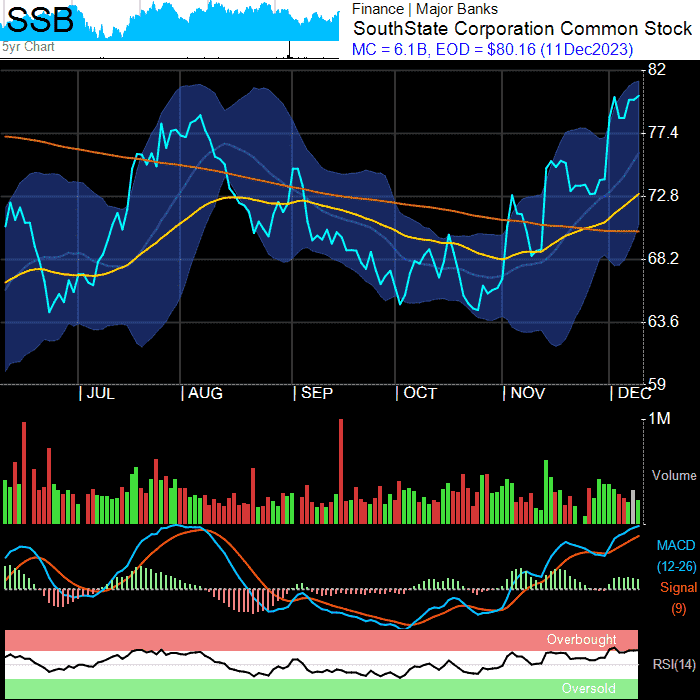 SSB
5yr Chart
Finance | Major Banks
SouthState Corporation Common Stock
MC = 6.1B, EOD = $80.16 (11Dec2023)
82
77.4
72.8
68.2
63.6
59
| JUL | AUG | SEP | OCT | NOV | DEC
1M
Volume
MACD
(12-26)
Signal
(9)
Overbought
RSI(14)
Oversold